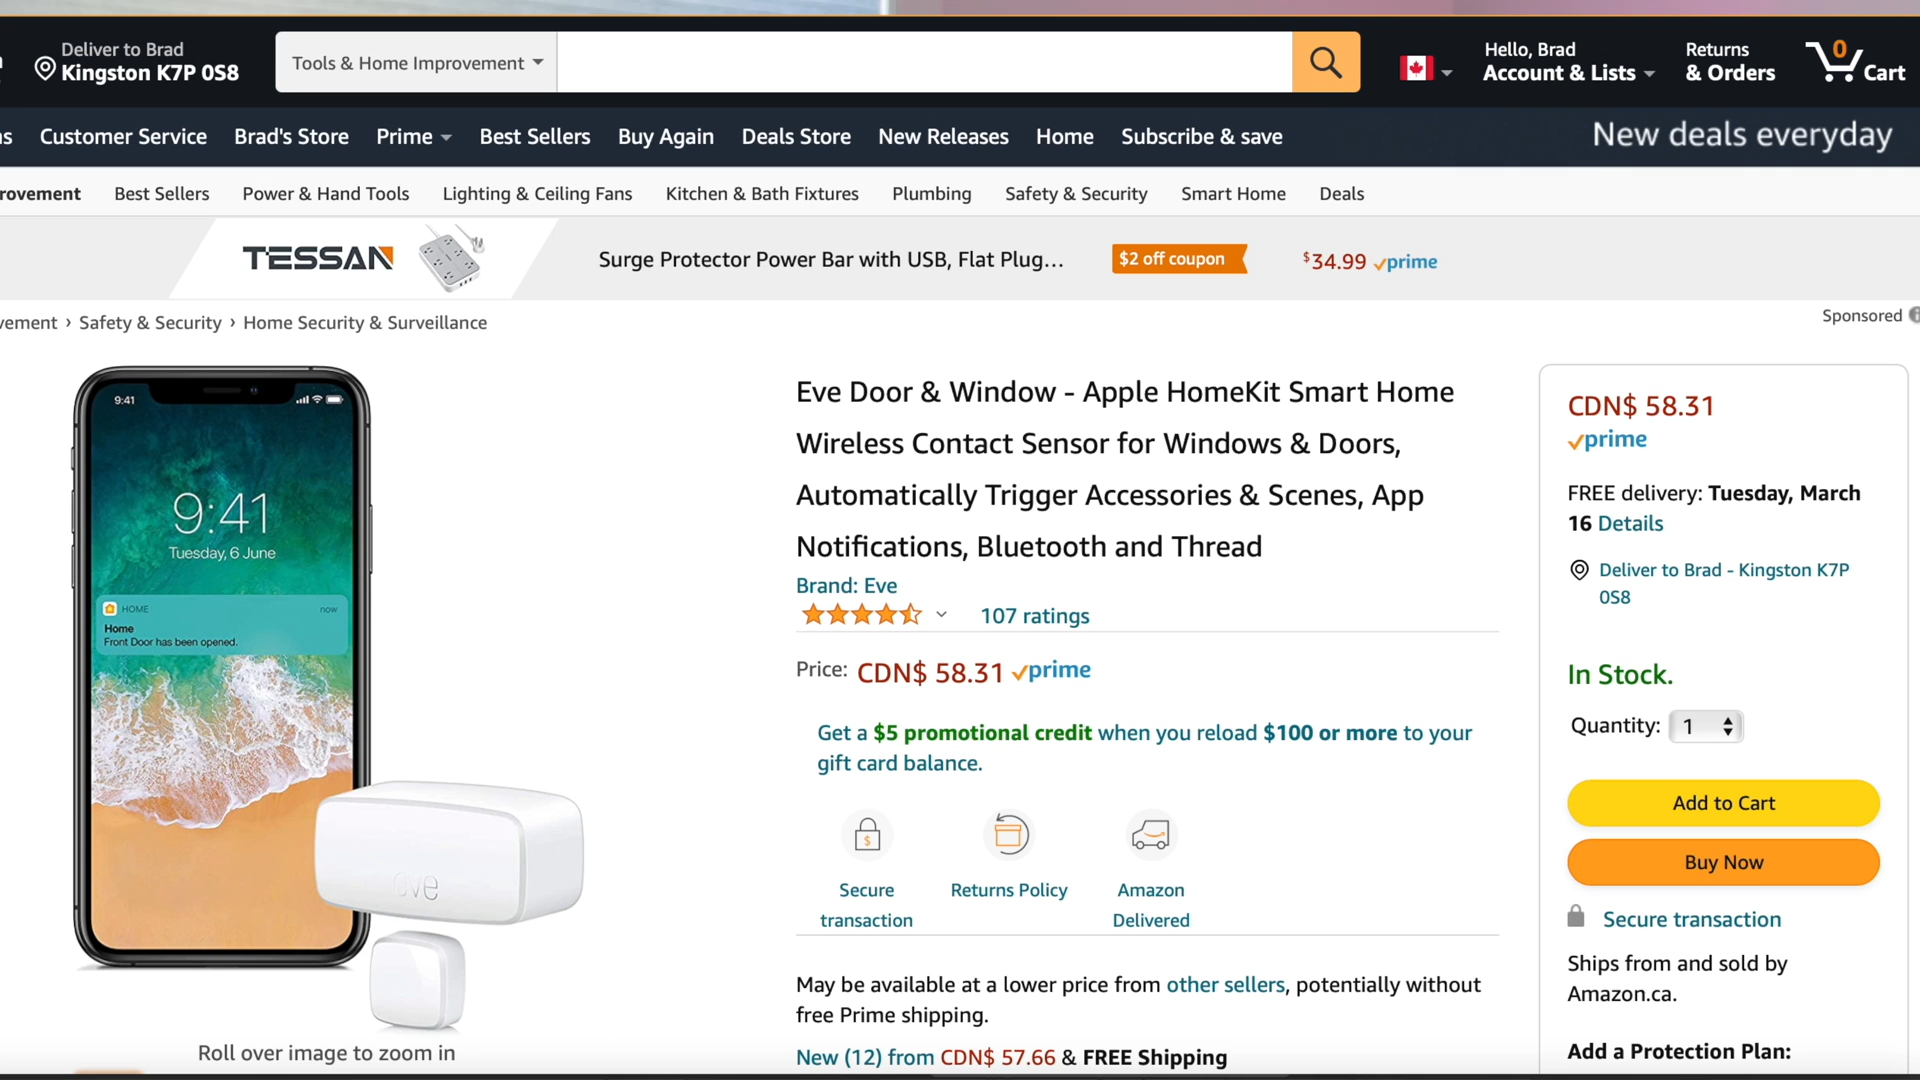 Deliver to Brad
Kingston K7P 0S8
Tools & Home Improvement
Hello, Brad
Account & Lists
Returns
& Orders
0
Cart
Customer Service
Brad's Store
Prime
Best Sellers
Buy Again
Deals Store
New Releases
Home
Subscribe & save
New deals everyday
rovement
Best Sellers
Power & Hand Tools
Lighting & Ceiling Fans
Kitchen & Bath Fixtures
Plumbing
Safety & Security
Smart Home
Deals
TESSAN
Surge Protector Power Bar with USB, Flat Plug...
$2 off coupon
$34.99 prime
vement › Safety & Security › Home Security & Surveillance
Sponsored
9:41
9:41
Tuesday, 6 June
HOME
now
Home
Front Door has been opened.
eve
Roll over image to zoom in
Eve Door & Window - Apple HomeKit Smart Home
Wireless Contact Sensor for Windows & Doors,
Automatically Trigger Accessories & Scenes, App
Notifications, Bluetooth and Thread
Brand: Eve
107 ratings
Price: CDN$ 58.31 prime
Get a $5 promotional credit when you reload $100 or more to your
gift card balance.
Secure
transaction
Returns Policy
Amazon
Delivered
May be available at a lower price from other sellers, potentially without
free Prime shipping.
New (12) from CDN$ 57.66 & FREE Shipping
CDN$ 58.31
prime
FREE delivery: Tuesday, March
16 Details
Deliver to Brad - Kingston K7P
0S8
In Stock.
Quantity: 1
Add to Cart
Buy Now
Secure transaction
Ships from and sold by
Amazon.ca.
Add a Protection Plan: